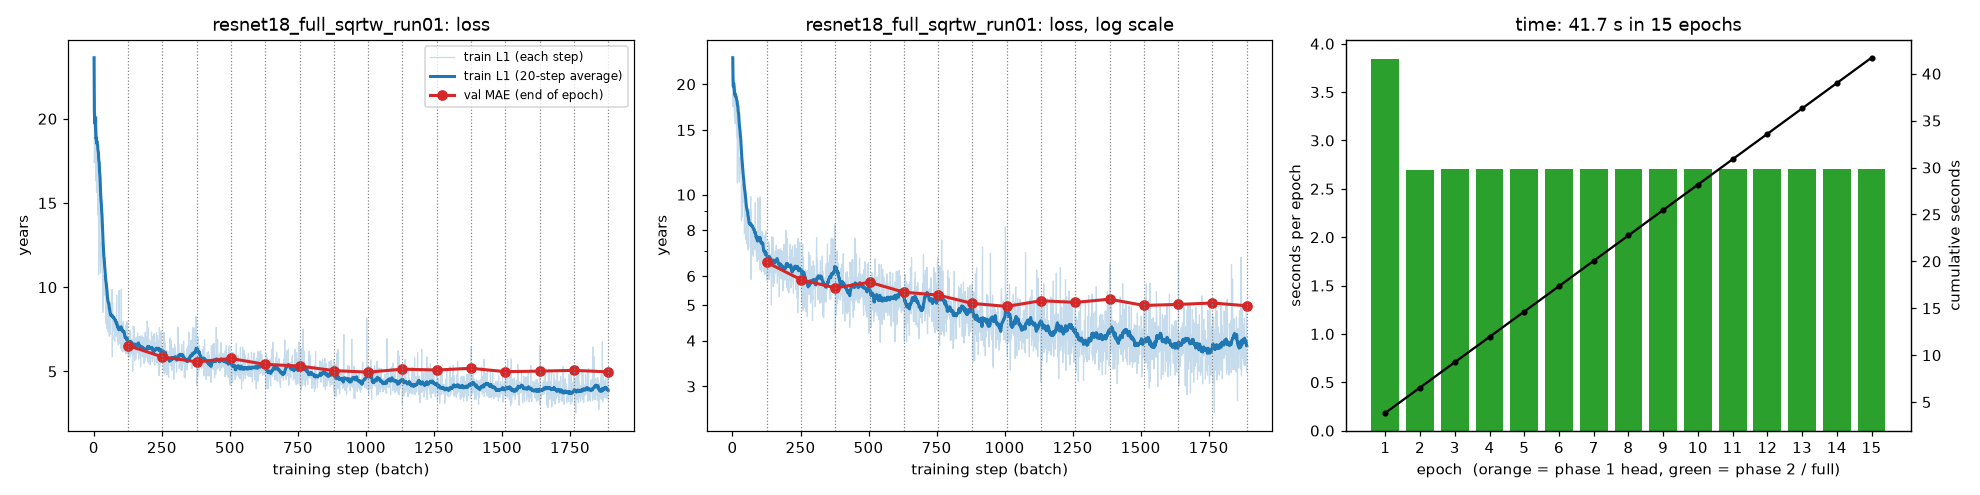 resnet18_full_sqrtw_run01: loss
train L1 (each step)
train L1 (20-step average)
val MAE (end of epoch)
20
15
10
5
years
0 250 500 750 1000 1250 1500 1750
training step (batch)
resnet18_full_sqrtw_run01: loss, log scale
20
15
10
8
6
5
4
3
years
0 250 500 750 1000 1250 1500 1750
training step (batch)
time: 41.7 s in 15 epochs
4.0
3.5
3.0
2.5
2.0
1.5
1.0
0.5
0.0
seconds per epoch
40
35
30
25
20
15
10
5
cumulative seconds
1 2 3 4 5 6 7 8 9 10 11 12 13 14 15
epoch  (orange = phase 1 head, green = phase 2 / full)